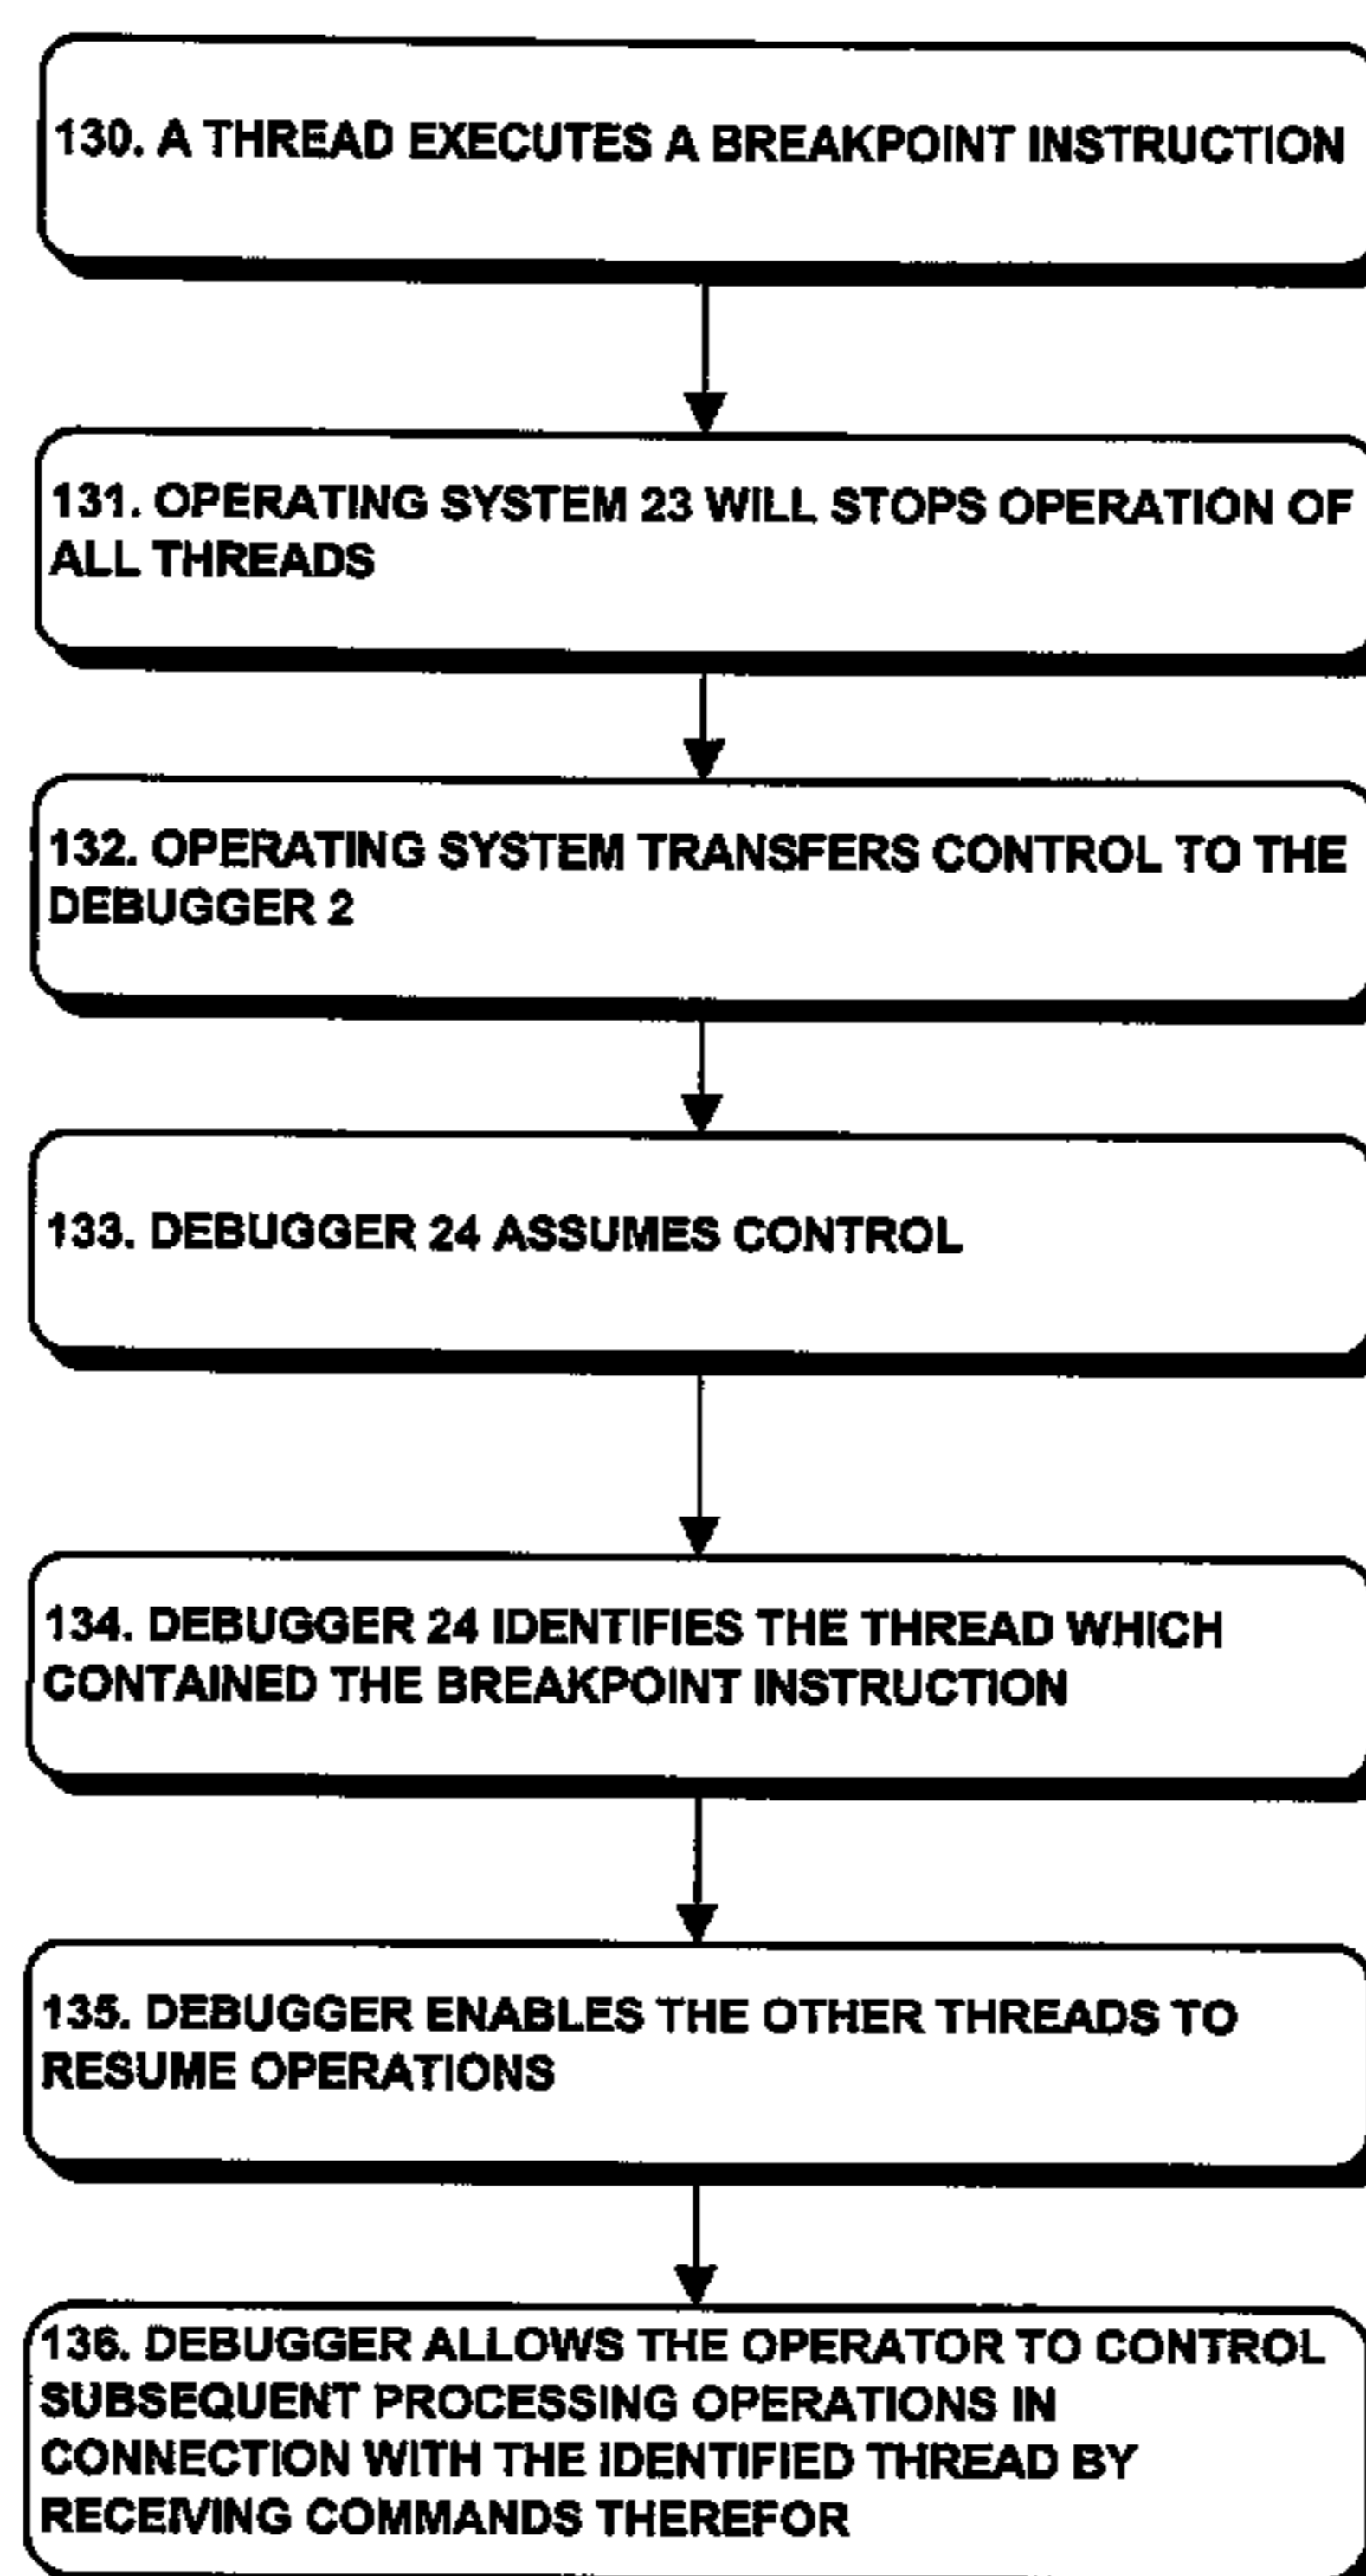 130. A THREAD EXECUTES A BREAKPOINT INSTRUCTION
131. OPERATING SYSTEM 23 WILL STOPS OPERATION OF
ALL THREADS
132. OPERATING SYSTEM TRANSFERS CONTROL TO THE
DEBUGGER 2
133. DEBUGGER 24 ASSUMES CONTROL
134. DEBUGGER 24 IDENTIFIES THE THREAD WHICH
CONTAINED THE BREAKPOINT INSTRUCTION
135. DEBUGGER ENABLES THE OTHER THREADS TO
RESUME OPERATIONS
136. DEBUGGER ALLOWS THE OPERATOR TO CONTROL
SUBSEQUENT PROCESSING OPERATIONS IN
CONNECTION WITH THE IDENTIFIED THREAD BY
RECEIVING COMMANDS THEREFOR